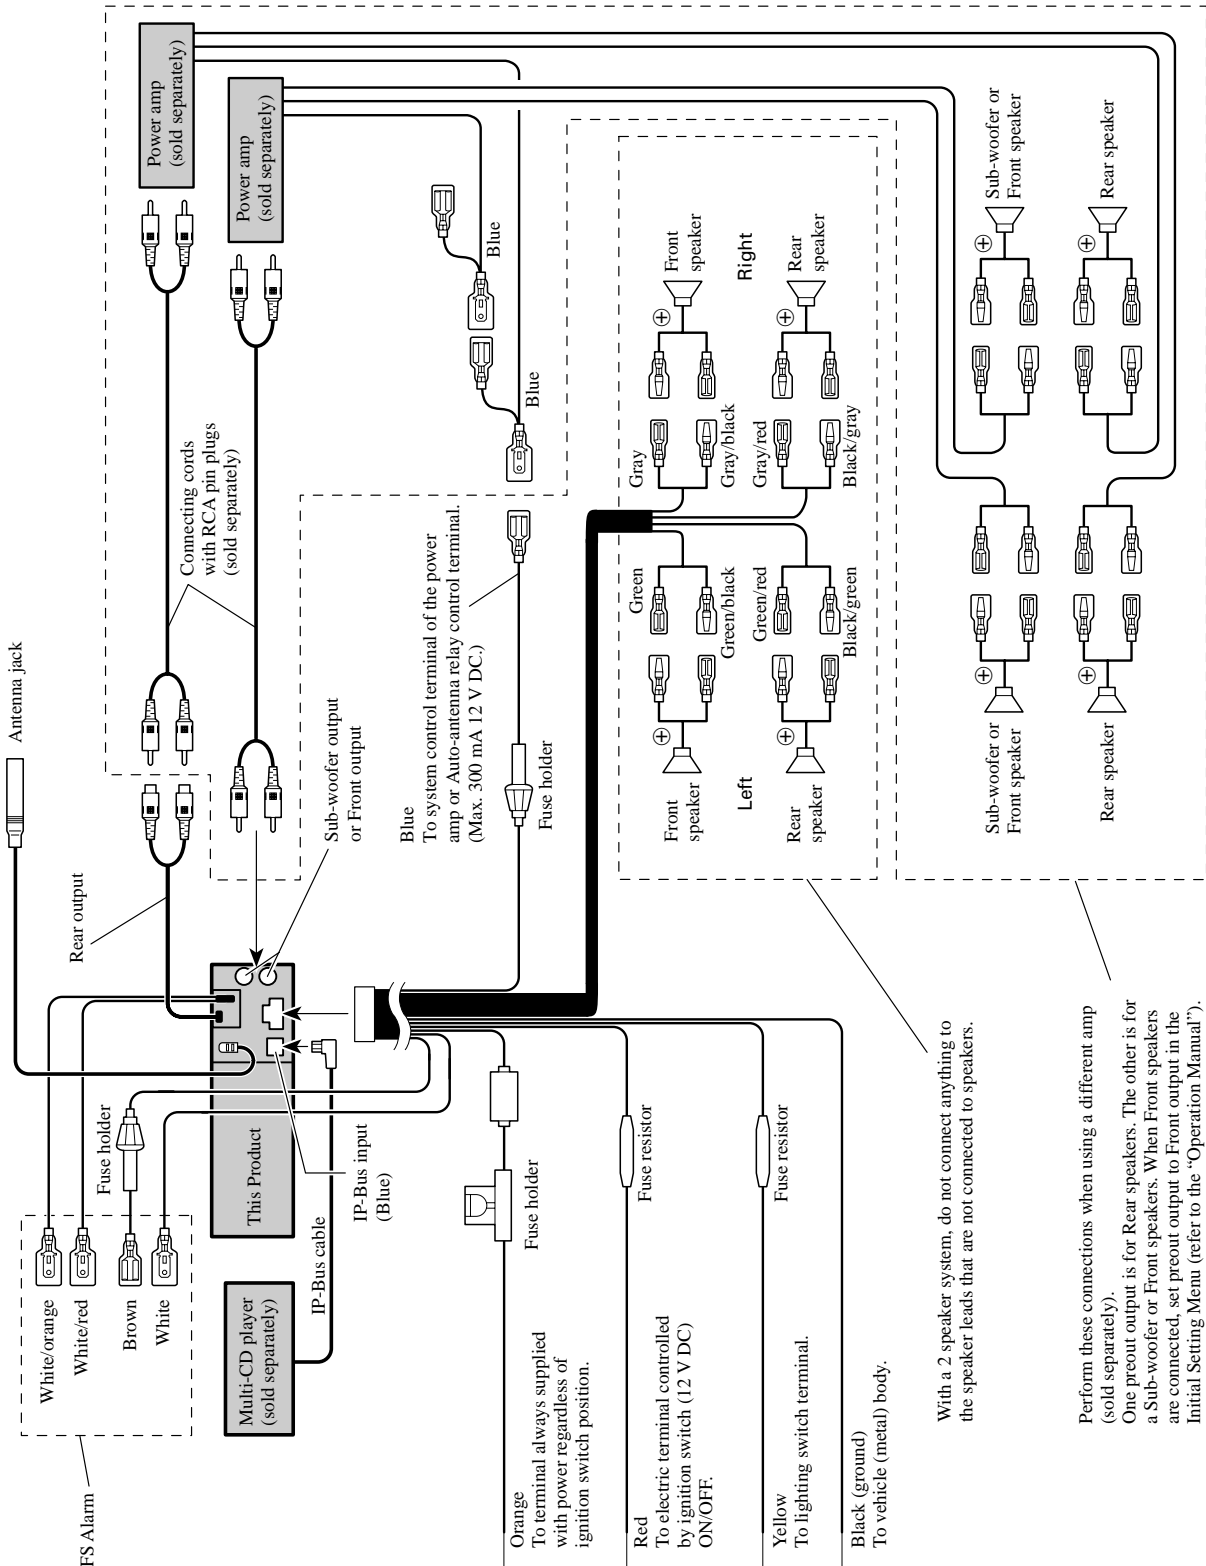 Antenna jack
Power amp
(sold separately)
Power amp
(sold separately)
Connecting cords
with RCA pin plugs
(sold separately)
Rear output
Sub-woofer output
or Front output
FS Alarm
White/orange
White/red
Brown
White
Fuse holder
This Product
Multi-CD player
(sold separately)
IP-Bus cable
IP-Bus input
(Blue)
Blue
Blue
Blue
To system control terminal of the power
amp or Auto-antenna relay control terminal.
(Max. 300 mA 12 V DC.)
Fuse holder
Fuse holder
Orange
To terminal always supplied
with power regardless of
ignition switch position.
Fuse resistor
Red
To electric terminal controlled
by ignition switch (12 V DC)
ON/OFF.
Fuse resistor
Yellow
To lighting switch terminal.
Black (ground)
To vehicle (metal) body.
Front
speaker
Left
Rear
speaker
Green
Green/black
Green/red
Black/green
Gray
Gray/black
Gray/red
Black/gray
Front
speaker
Right
Rear
speaker
Sub-woofer or
Front speaker
Rear speaker
Sub-woofer or
Front speaker
Rear speaker
With a 2 speaker system, do not connect anything to
the speaker leads that are not connected to speakers.
Perform these connections when using a different amp
(sold separately).
One preout output is for Rear speakers. The other is for
a Sub-woofer or Front speakers. When Front speakers
are connected, set preout output to Front output in the
Initial Setting Menu (refer to the “Operation Manual”).